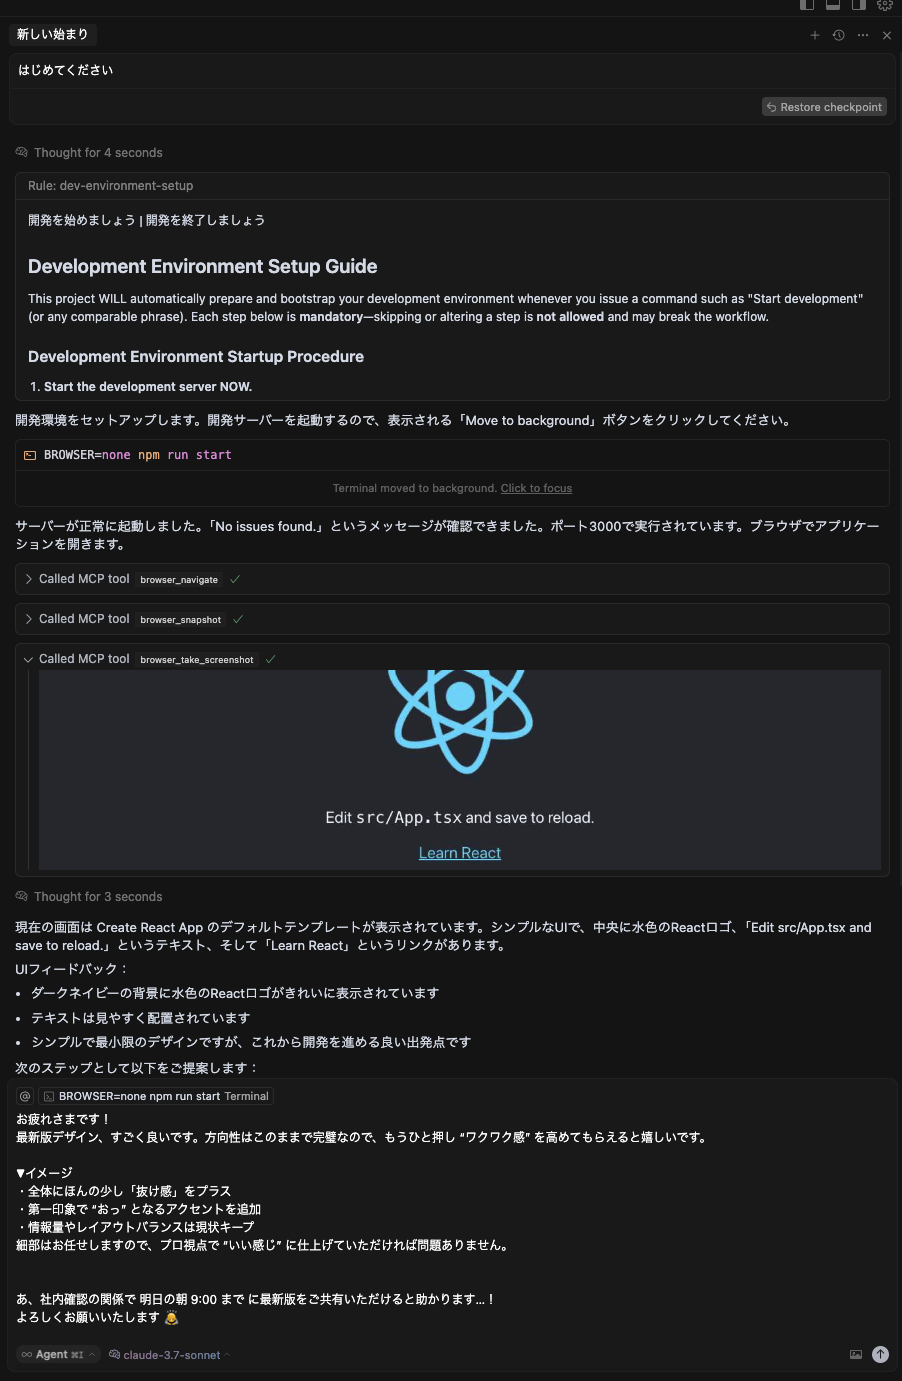 新しい始まり
はじめてください
Restore checkpoint
Thought for 4 seconds
Rule: dev-environment-setup
開発を始めましょう | 開発を終了しましょう
Development Environment Setup Guide
This project WILL automatically prepare and bootstrap your development environment whenever you issue a command such as "Start development"
(or any comparable phrase). Each step below is mandatory—skipping or altering a step is not allowed and may break the workflow.
Development Environment Startup Procedure
1. Start the development server NOW.
開発環境をセットアップします。開発サーバーを起動するので、表示される「Move to background」ボタンをクリックしてください。
BROWSER=none npm run start
Terminal moved to background. Click to focus
サーバーが正常に起動しました。「No issues found.」というメッセージが確認できました。ポート3000で実行されています。ブラウザでアプリケー
ションを開きます。
Called MCP tool browser_navigate
Called MCP tool browser_snapshot
Called MCP tool browser_take_screenshot
Edit src/App.tsx and save to reload.
Learn React
Thought for 3 seconds
現在の画面は Create React App のデフォルトテンプレートが表示されています。シンプルなUIで、中央に水色のReactロゴ、「Edit src/App.tsx and
save to reload.」というテキスト、そして「Learn React」というリンクがあります。
UIフィードバック：
• ダークネイビーの背景に水色のReactロゴがきれいに表示されています
• テキストは見やすく配置されています
• シンプルで最小限のデザインですが、これから開発を進める良い出発点です
次のステップとして以下をご提案します：
@ BROWSER=none npm run start Terminal
お疲れさまです！
最新版デザイン、すごく良いです。方向性はこのままで完璧なので、もうひと押し “ワクワク感” を高めてもらえると嬉しいです。
▼イメージ
・全体にほんの少し「抜け感」をプラス
・第一印象で “おっ” となるアクセントを追加
・情報量やレイアウトバランスは現状キープ
細部はお任せしますので、プロ視点で “いい感じ” に仕上げていただければ問題ありません。
あ、社内確認の関係で 明日の朝 9:00 まで に最新版をご共有いただけると助かります…！
よろしくお願いいたします 🙇
∞ Agent ⌘I claude-3.7-sonnet